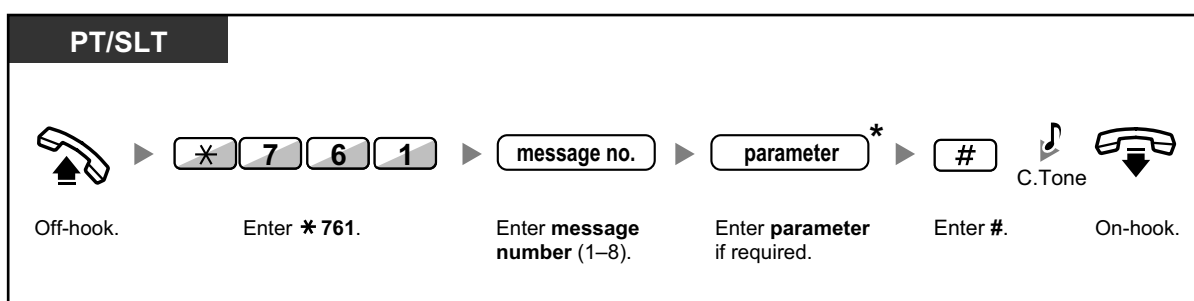 PT/SLT
* 7 6 1
message no.
parameter *
#
C.Tone
Off-hook.
Enter * 761.
Enter message
number (1–8).
Enter parameter
if required.
Enter #.
On-hook.